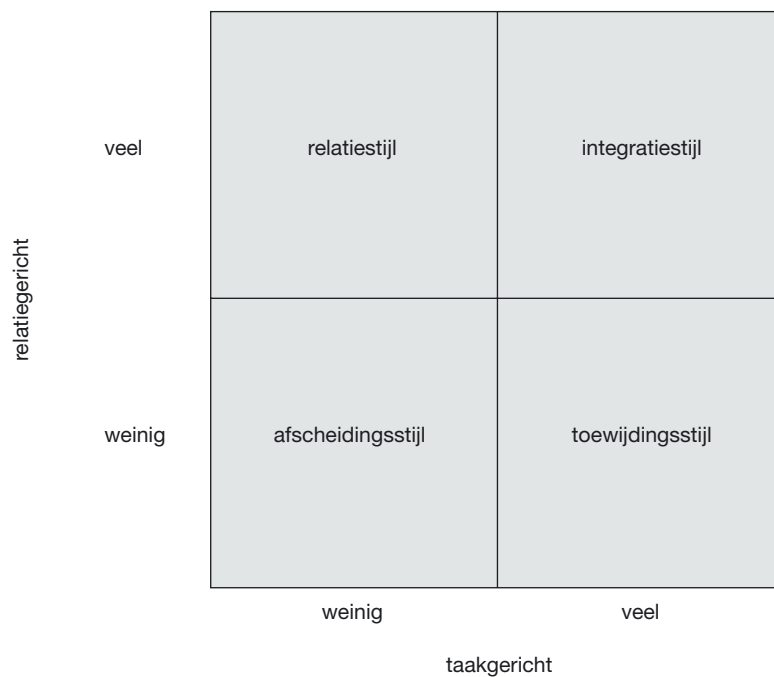 veel
relatiestijl
integratiestijl
relatiegericht
weinig
afscheidingsstijl
toewijdingsstijl
weinig
veel
taakgericht